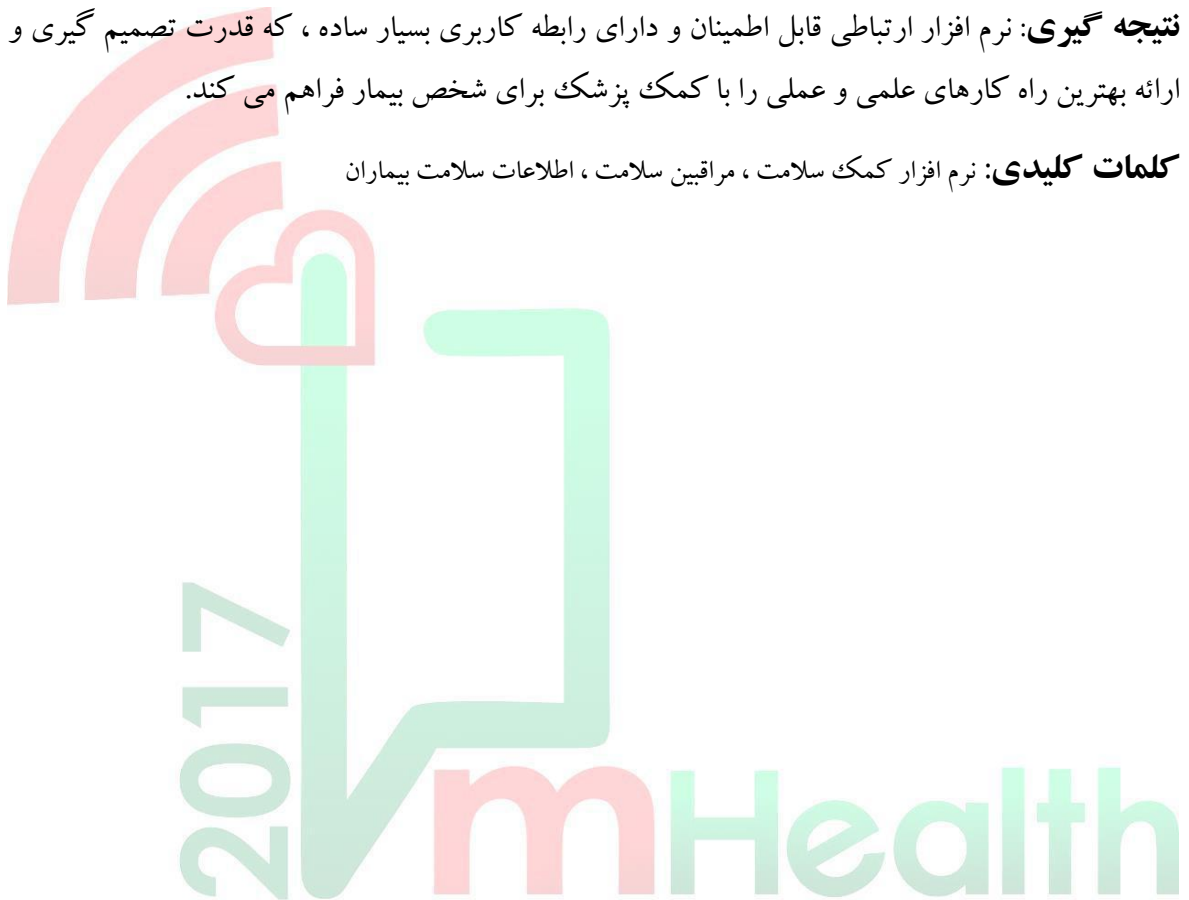 نتیجه گیری: نرم افزار ارتباطی قابل اطمینان و دارای رابطه کاربری بسیار ساده ، که قدرت تصمیم گیری و
ارائه بهترین راه کارهای علمی و عملی را با کمک پزشک برای شخص بیمار فراهم می کند.
کلمات کلیدی: نرم افزار کمک سلامت ، مراقبین سلامت ، اطلاعات سلامت بیماران
2017
mHealth